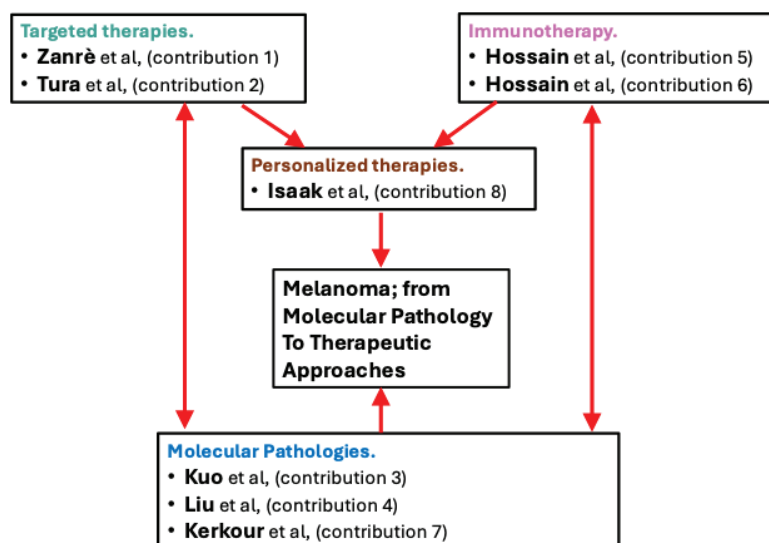 Targeted therapies.
• Zanrè et al, (contribution 1)
• Tura et al, (contribution 2)
Immunotherapy.
• Hossain et al, (contribution 5)
• Hossain et al, (contribution 6)
Personalized therapies.
• Isaak et al, (contribution 8)
Melanoma; from
Molecular Pathology
To Therapeutic
Approaches
Molecular Pathologies.
• Kuo et al, (contribution 3)
• Liu et al, (contribution 4)
• Kerkour et al, (contribution 7)